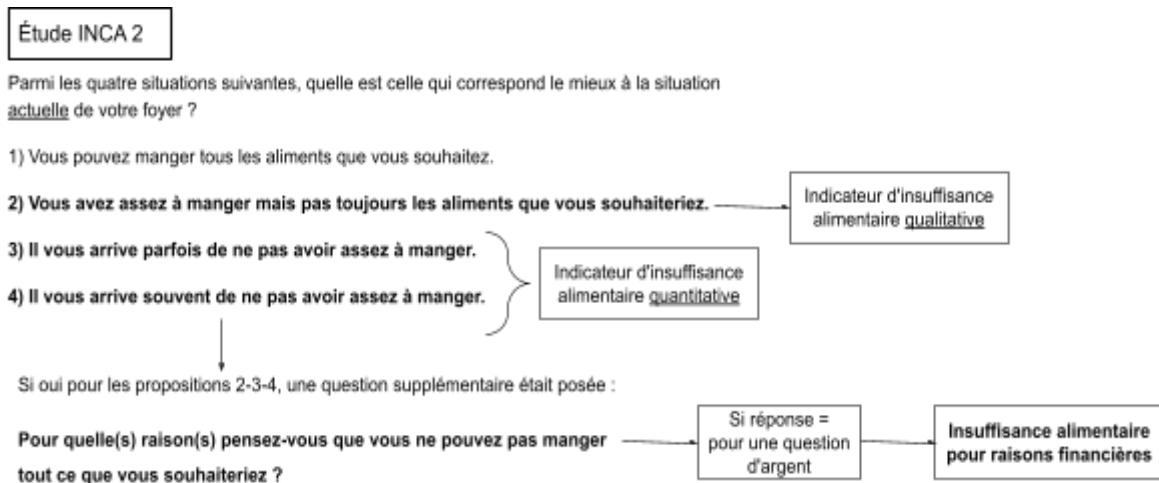 Étude INCA 2
Parmi les quatre situations suivantes, quelle est celle qui correspond le mieux à la situation
actuelle de votre foyer ?
1) Vous pouvez manger tous les aliments que vous souhaitez.
2) Vous avez assez à manger mais pas toujours les aliments que vous souhaiteriez.
Indicateur d'insuffisance
alimentaire qualitative
3) Il vous arrive parfois de ne pas avoir assez à manger.
4) Il vous arrive souvent de ne pas avoir assez à manger.
Indicateur d'insuffisance
alimentaire quantitative
Si oui pour les propositions 2-3-4, une question supplémentaire était posée :
Pour quelle(s) raison(s) pensez-vous que vous ne pouvez pas manger
tout ce que vous souhaiteriez ?
Si réponse =
pour une question
d'argent
Insuffisance alimentaire
pour raisons financières